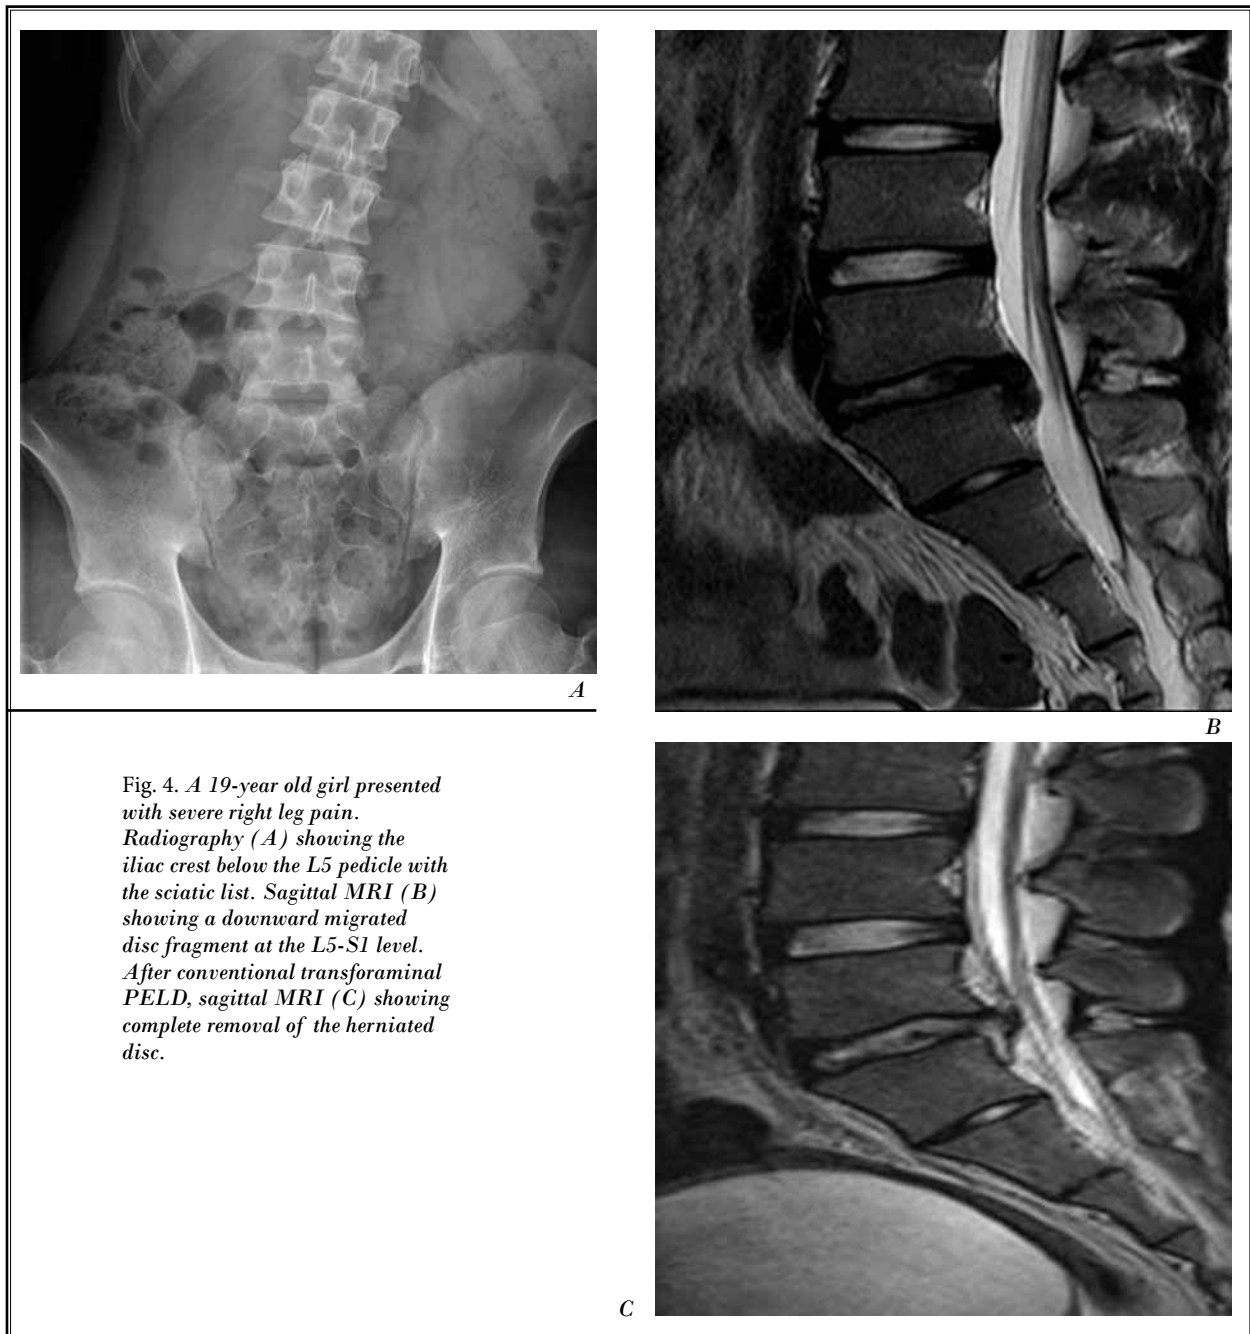 A
B
Fig. 4. A 19-year old girl presented
with severe right leg pain.
Radiography (A) showing the
iliac crest below the L5 pedicle with
the sciatic list. Sagittal MRI (B)
showing a downward migrated
disc fragment at the L5-S1 level.
After conventional transforaminal
PELD, sagittal MRI (C) showing
complete removal of the herniated
disc.
C